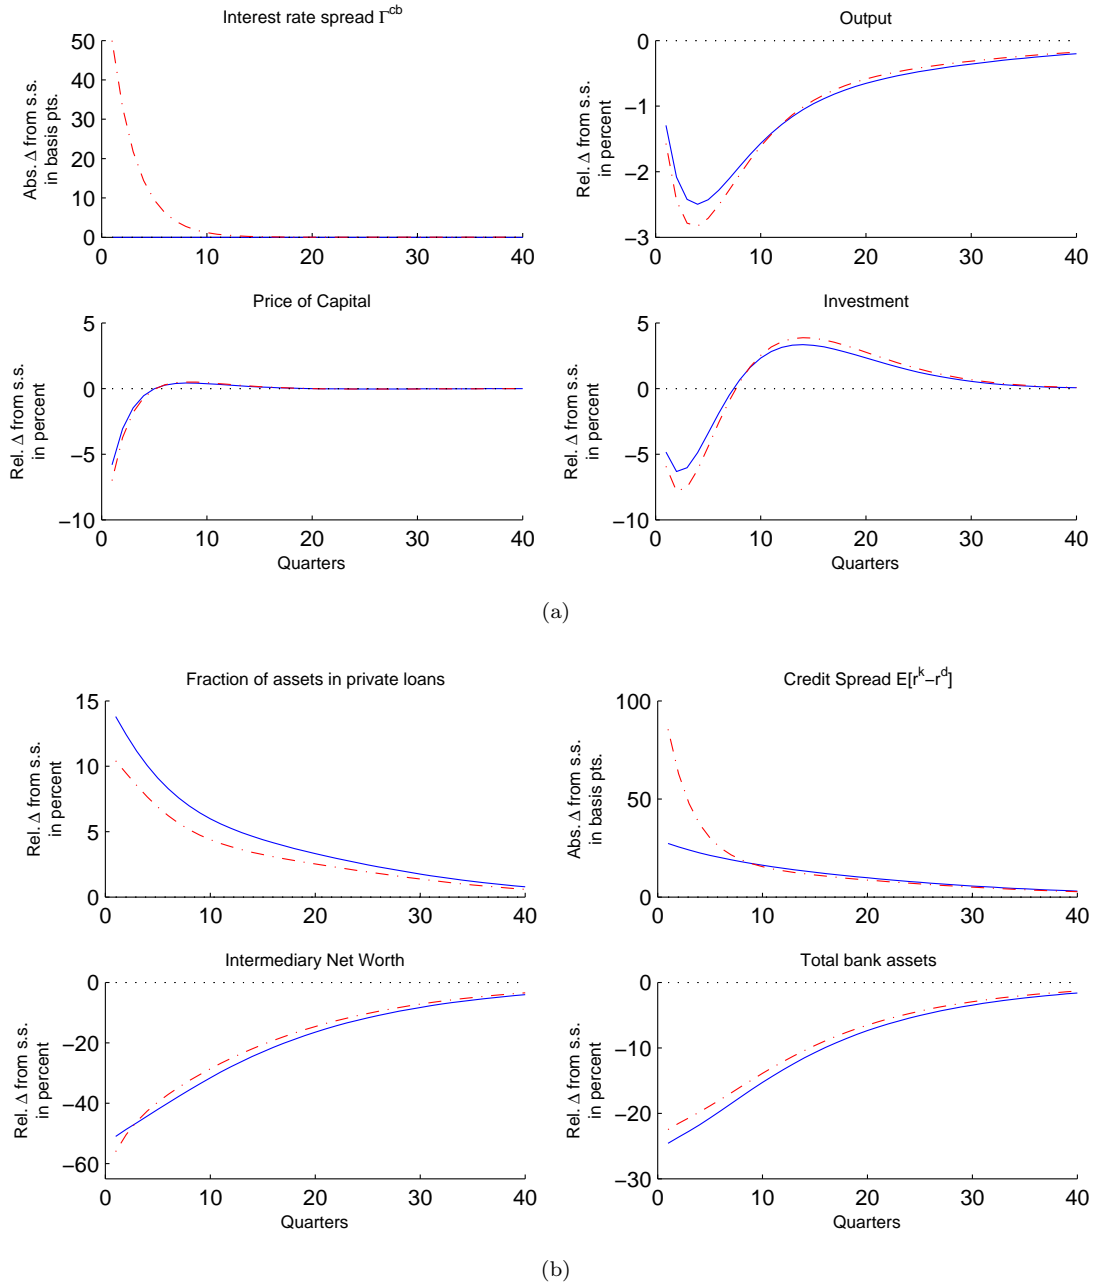 Interest rate spread Γ^cb
Abs. Δ from s.s.
in basis pts.
50
40
30
20
10
0
0 10 20 30 40
Output
Rel. Δ from s.s.
in percent
0
−1
−2
−3
0 10 20 30 40
Price of Capital
Rel. Δ from s.s.
in percent
5
0
−5
−10
0 10 20 30 40
Quarters
Investment
Rel. Δ from s.s.
in percent
5
0
−5
−10
0 10 20 30 40
Quarters
(a)
Fraction of assets in private loans
Rel. Δ from s.s.
in percent
15
10
5
0
0 10 20 30 40
Credit Spread E[r^k−r^d]
Abs. Δ from s.s.
in basis pts.
100
50
0
0 10 20 30 40
Intermediary Net Worth
Rel. Δ from s.s.
in percent
0
−20
−40
−60
0 10 20 30 40
Quarters
Total bank assets
Rel. Δ from s.s.
in percent
0
−10
−20
−30
0 10 20 30 40
Quarters
(b)